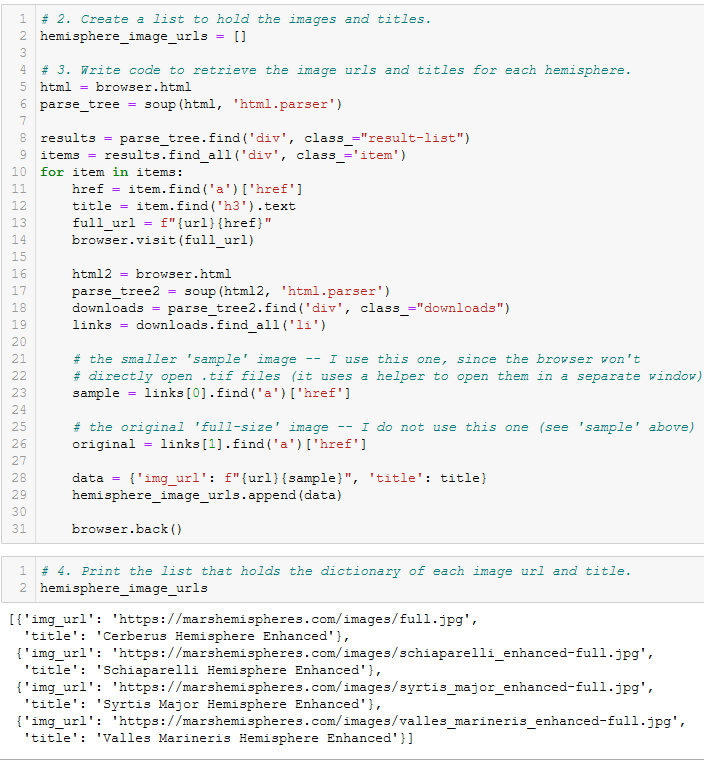 1 # 2. Create a list to hold the images and titles.
2 hemisphere_image_urls = []
3
4 # 3. Write code to retrieve the image urls and titles for each hemisphere.
5 html = browser.html
6 parse_tree = soup(html, 'html.parser')
7
8 results = parse_tree.find('div', class_="result-list")
9 items = results.find_all('div', class_='item')
10 for item in items:
11     href = item.find('a')['href']
12     title = item.find('h3').text
13     full_url = f"{url}{href}"
14     browser.visit(full_url)
15
16     html2 = browser.html
17     parse_tree2 = soup(html2, 'html.parser')
18     downloads = parse_tree2.find('div', class_="downloads")
19     links = downloads.find_all('li')
20
21     # the smaller 'sample' image -- I use this one, since the browser won't
22     # directly open .tif files (it uses a helper to open them in a separate window)
23     sample = links[0].find('a')['href']
24
25     # the original 'full-size' image -- I do not use this one (see 'sample' above)
26     original = links[1].find('a')['href']
27
28     data = {'img_url': f"{url}{sample}", 'title': title}
29     hemisphere_image_urls.append(data)
30
31     browser.back()
1 # 4. Print the list that holds the dictionary of each image url and title.
2 hemisphere_image_urls
[{'img_url': 'https://marshemispheres.com/images/full.jpg',
  'title': 'Cerberus Hemisphere Enhanced'},
 {'img_url': 'https://marshemispheres.com/images/schiaparelli_enhanced-full.jpg',
  'title': 'Schiaparelli Hemisphere Enhanced'},
 {'img_url': 'https://marshemispheres.com/images/syrtis_major_enhanced-full.jpg',
  'title': 'Syrtis Major Hemisphere Enhanced'},
 {'img_url': 'https://marshemispheres.com/images/valles_marineris_enhanced-full.jpg',
  'title': 'Valles Marineris Hemisphere Enhanced'}]